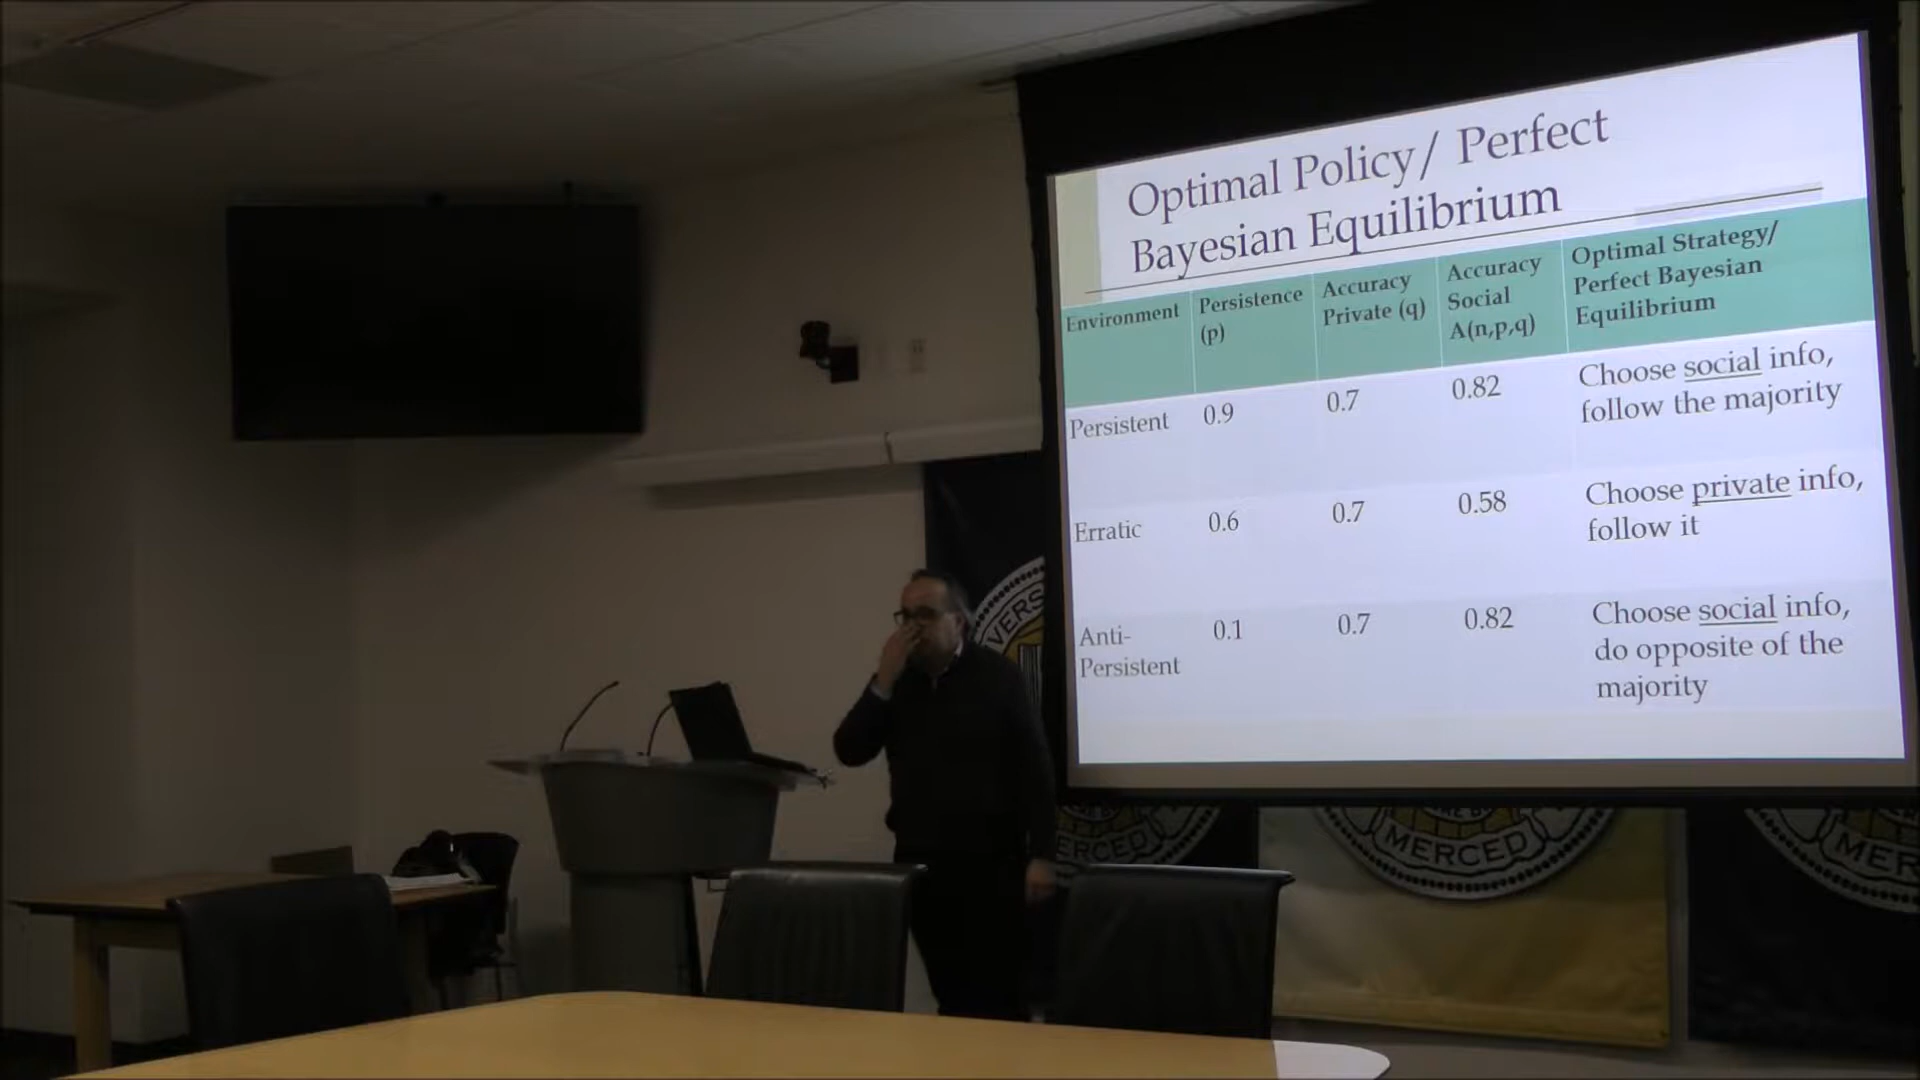 Optimal Policy/ Perfect
Bayesian Equilibrium
Environment
Persistence
(p)
Accuracy
Private (q)
Accuracy
Social
A(n,p,q)
Optimal Strategy/
Perfect Bayesian
Equilibrium
Persistent
0.9
0.7
0.82
Choose social info,
follow the majority
Erratic
0.6
0.7
0.58
Choose private info,
follow it
Anti-
Persistent
0.1
0.7
0.82
Choose social info,
do opposite of the
majority
VERS
ERCED
MERCED
MER